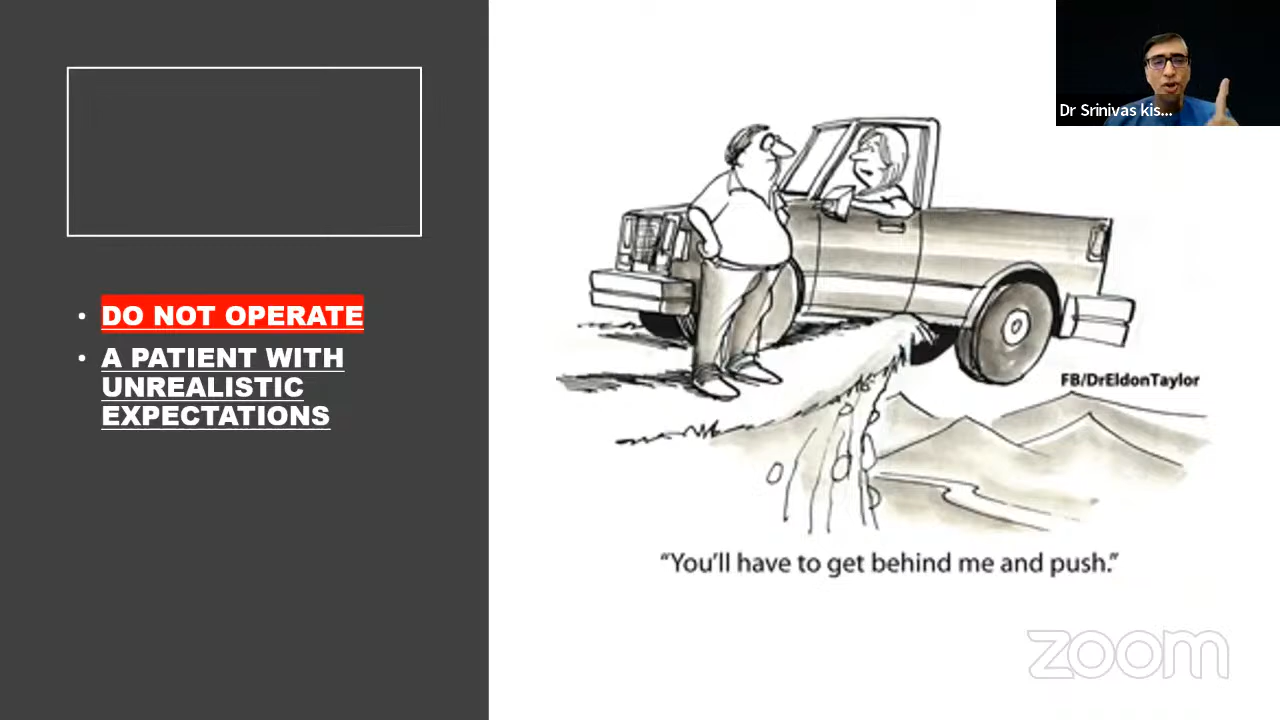 Dr Srinivas kis...
• DO NOT OPERATE
• A PATIENT WITH
UNREALISTIC
EXPECTATIONS
FB/DrEldonTaylor
"You'll have to get behind me and push."
zoom